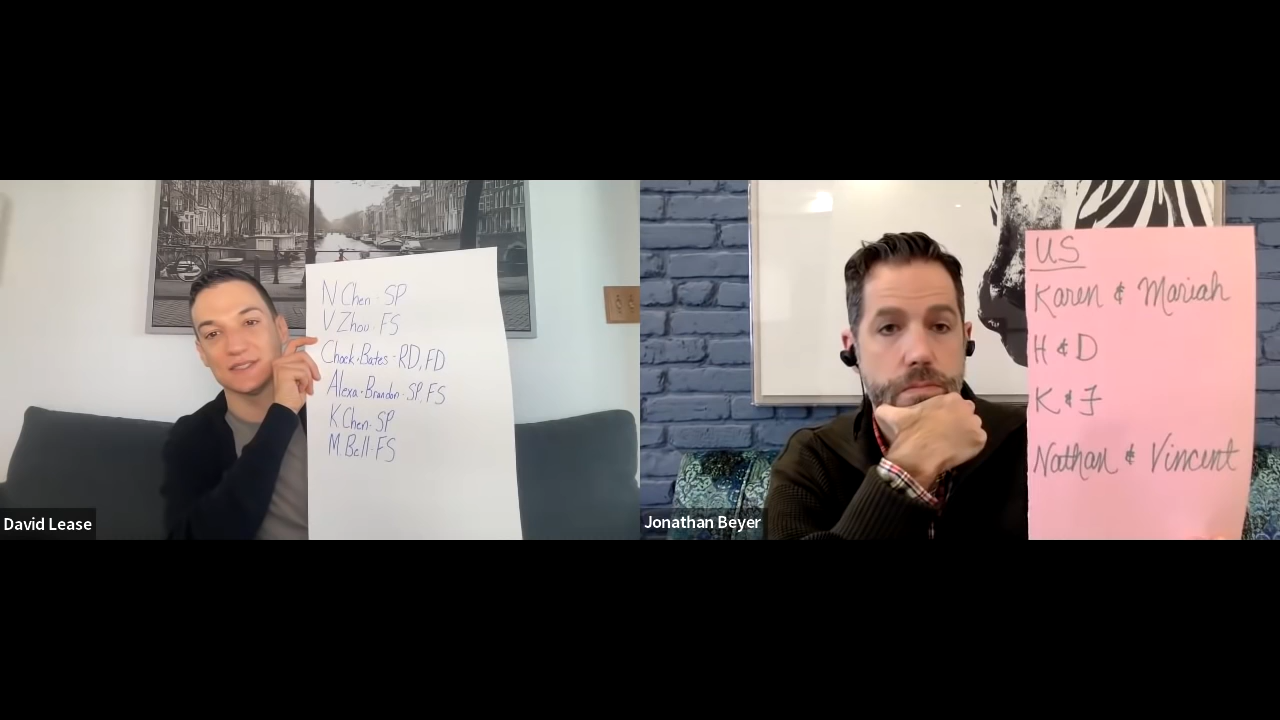 N Chen - SP
V Zhou - FS
Chock-Bates - RD, FD
Alexa-Brandon - SP, FS
K Chen - SP
M Bell - FS
David Lease
US
Karen & Mariah
H & D
K & J
Nathan & Vincent
Jonathan Beyer